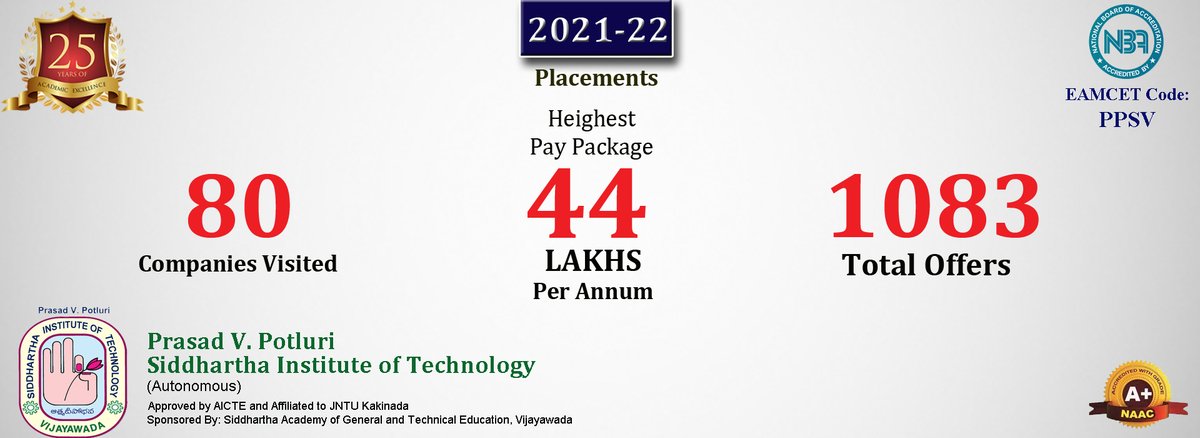 25
YEARS OF
ACADEMIC EXCELLENCE
2021-22
Placements
NATIONAL BOARD OF ACCREDITATION
NBA
ACCREDITED BY
EAMCET Code:
PPSV
Heighest
Pay Package
80
Companies Visited
44
LAKHS
Per Annum
1083
Total Offers
Prasad V. Potluri
SIDDHARTHA INSTITUTE OF TECHNOLOGY
ఆత్మదీపోభవ
VIJAYAWADA
Prasad V. Potluri
Siddhartha Institute of Technology
(Autonomous)
Approved by AICTE and Affiliated to JNTU Kakinada
Sponsored By: Siddhartha Academy of General and Technical Education, Vijayawada
ACCREDITED WITH GRADE
A+
NAAC